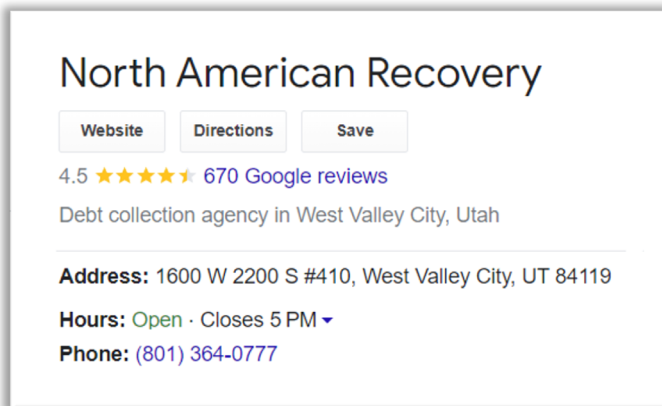 North American Recovery
Website Directions Save
4.5 670 Google reviews
Debt collection agency in West Valley City, Utah
Address: 1600 W 2200 S #410, West Valley City, UT 84119
Hours: Open · Closes 5 PM
Phone: (801) 364-0777